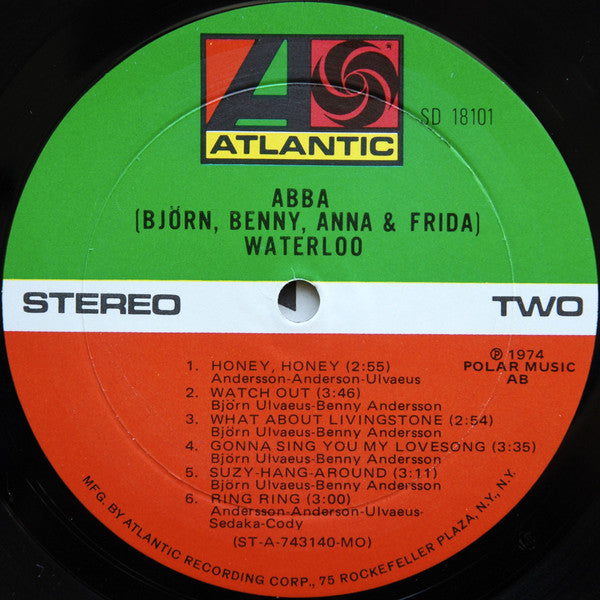 ATLANTIC
SD 18101
ABBA
(BJÖRN, BENNY, ANNA & FRIDA)
WATERLOO
STEREO
TWO
℗ 1974
POLAR MUSIC
AB
1. HONEY, HONEY (2:55)
Andersson-Anderson-Ulvaeus
2. WATCH OUT (3:46)
Björn Ulvaeus-Benny Andersson
3. WHAT ABOUT LIVINGSTONE (2:54)
Björn Ulvaeus-Benny Andersson
4. GONNA SING YOU MY LOVESONG (3:35)
Björn Ulvaeus-Benny Andersson
5. SUZY-HANG-AROUND (3:11)
Björn Ulvaeus-Benny Andersson
6. RING RING (3:00)
Andersson-Anderson-Ulvaeus-
Sedaka-Cody
(ST-A-743140-MO)
MFG. BY ATLANTIC RECORDING CORP., 75 ROCKEFELLER PLAZA, N.Y., N.Y.